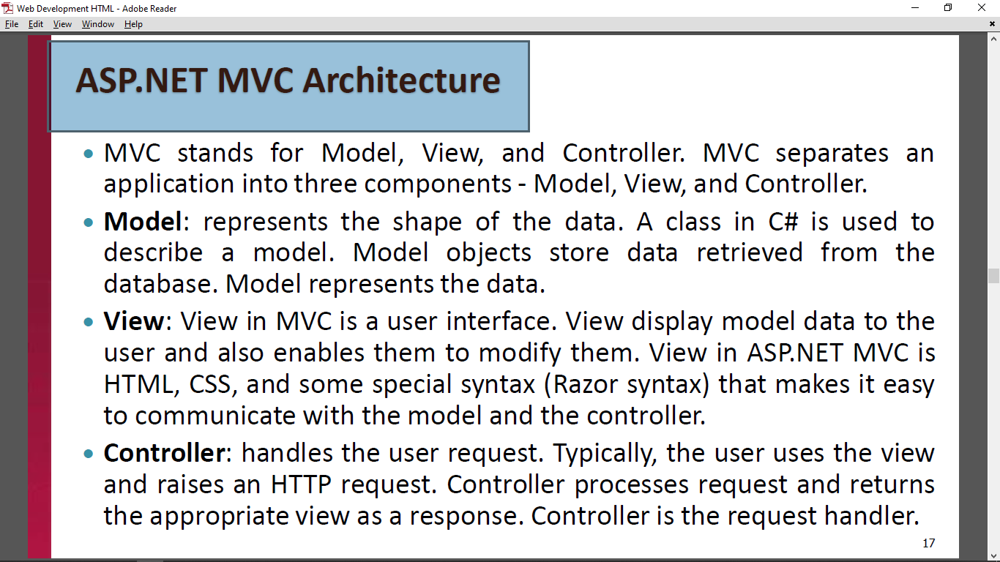 Web Development HTML - Adobe Reader
File Edit View Window Help
ASP.NET MVC Architecture
• MVC stands for Model, View, and Controller. MVC separates an
application into three components - Model, View, and Controller.
• Model: represents the shape of the data. A class in C# is used to
describe a model. Model objects store data retrieved from the
database. Model represents the data.
• View: View in MVC is a user interface. View display model data to the
user and also enables them to modify them. View in ASP.NET MVC is
HTML, CSS, and some special syntax (Razor syntax) that makes it easy
to communicate with the model and the controller.
• Controller: handles the user request. Typically, the user uses the view
and raises an HTTP request. Controller processes request and returns
the appropriate view as a response. Controller is the request handler.
17